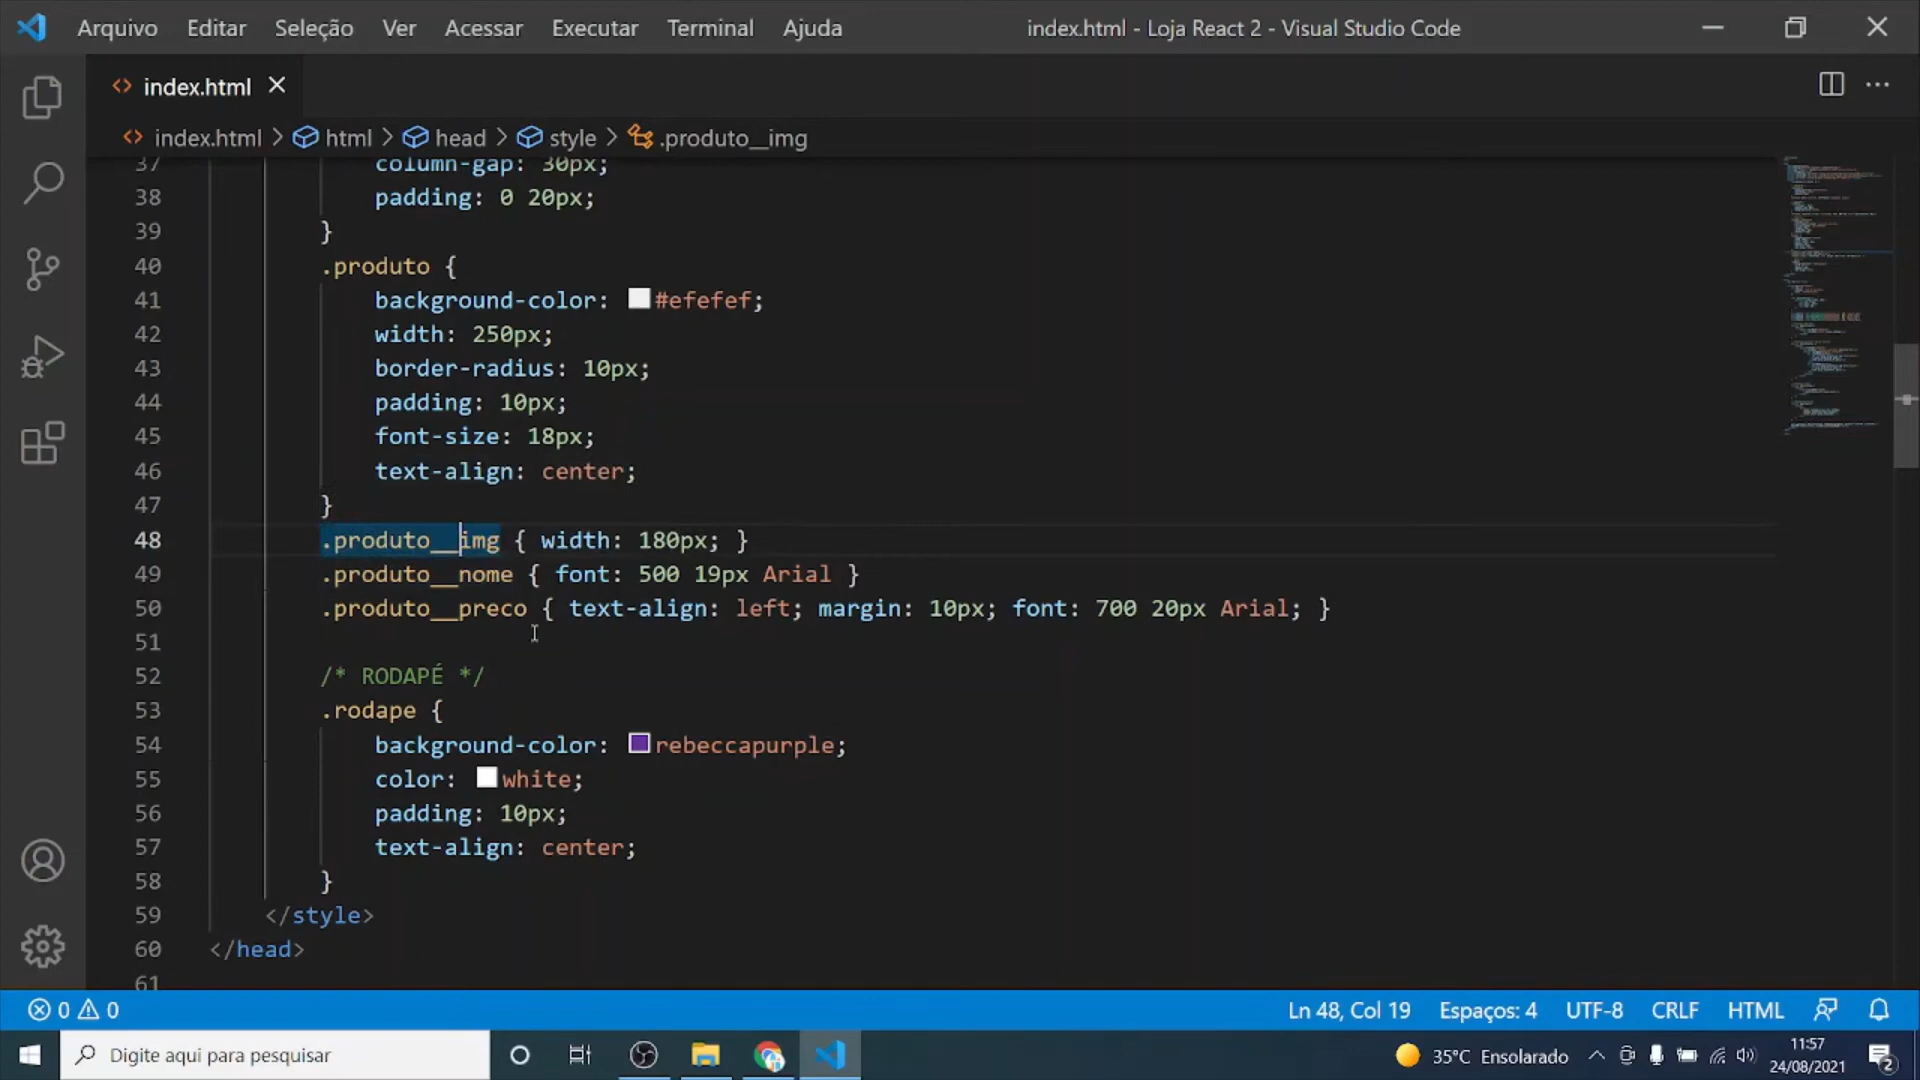 Arquivo Editar Seleção Ver Acessar Executar Terminal Ajuda index.html - Loja React 2 - Visual Studio Code
index.html
index.html > html > head > style > .produto__img
37 column-gap: 30px;
38 padding: 0 20px;
39 }
40 .produto {
41 background-color: #efefef;
42 width: 250px;
43 border-radius: 10px;
44 padding: 10px;
45 font-size: 18px;
46 text-align: center;
47 }
48 .produto__img { width: 180px; }
49 .produto__nome { font: 500 19px Arial }
50 .produto__preco { text-align: left; margin: 10px; font: 700 20px Arial; }
51
52 /* RODAPÉ */
53 .rodape {
54 background-color: rebeccapurple;
55 color: white;
56 padding: 10px;
57 text-align: center;
58 }
59 </style>
60 </head>
61
0 0 Ln 48, Col 19 Espaços: 4 UTF-8 CRLF HTML
Digite aqui para pesquisar 35°C Ensolarado 11:57
24/08/2021 2